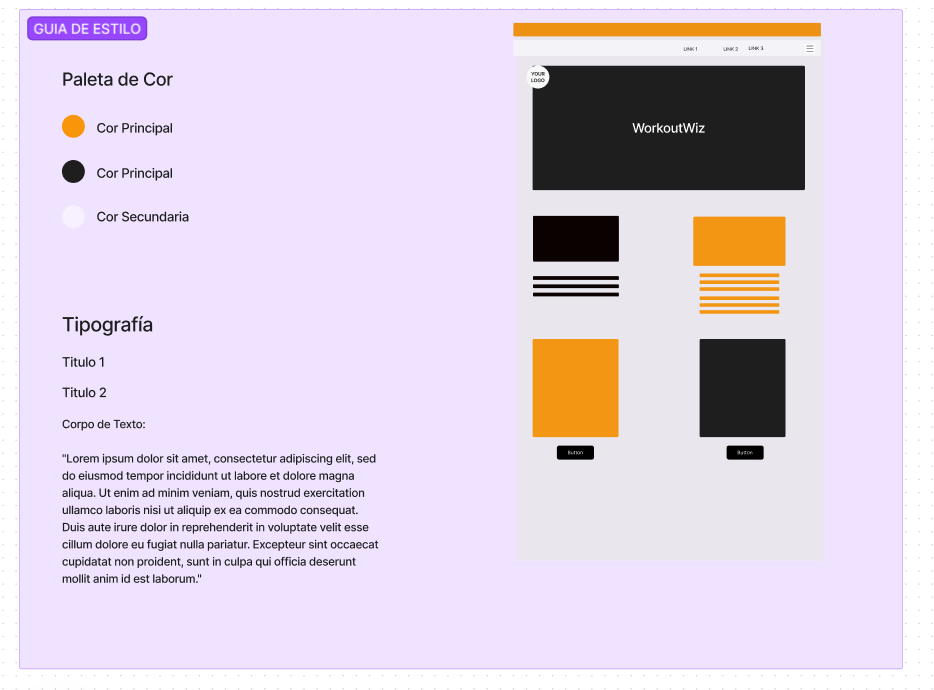 GUIA DE ESTILO
Paleta de Cor
Cor Principal
Cor Principal
Cor Secundaria
Tipografía
Titulo 1
Titulo 2
Corpo de Texto:
"Lorem ipsum dolor sit amet, consectetur adipiscing elit, sed
do eiusmod tempor incididunt ut labore et dolore magna
aliqua. Ut enim ad minim veniam, quis nostrud exercitation
ullamco laboris nisi ut aliquip ex ea commodo consequat.
Duis aute irure dolor in reprehenderit in voluptate velit esse
cillum dolore eu fugiat nulla pariatur. Excepteur sint occaecat
cupidatat non proident, sunt in culpa qui officia deserunt
mollit anim id est laborum."
LINK 1 LINK 2 LINK 3
YOUR
LOGO
WorkoutWiz
Button Button